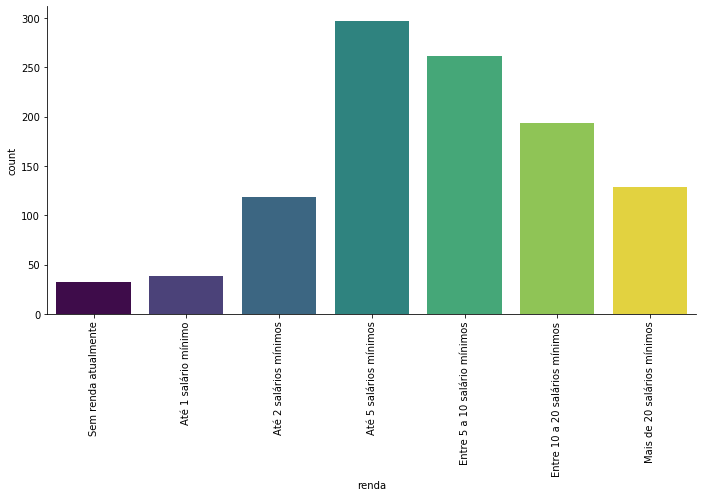 300
250
200
150
100
50
0
count
Sem renda atualmente
Até 1 salário mínimo
Até 2 salários mínimos
Até 5 salários mínimos
Entre 5 a 10 salário mínimos
Entre 10 a 20 salários mínimos
Mais de 20 salários mínimos
renda